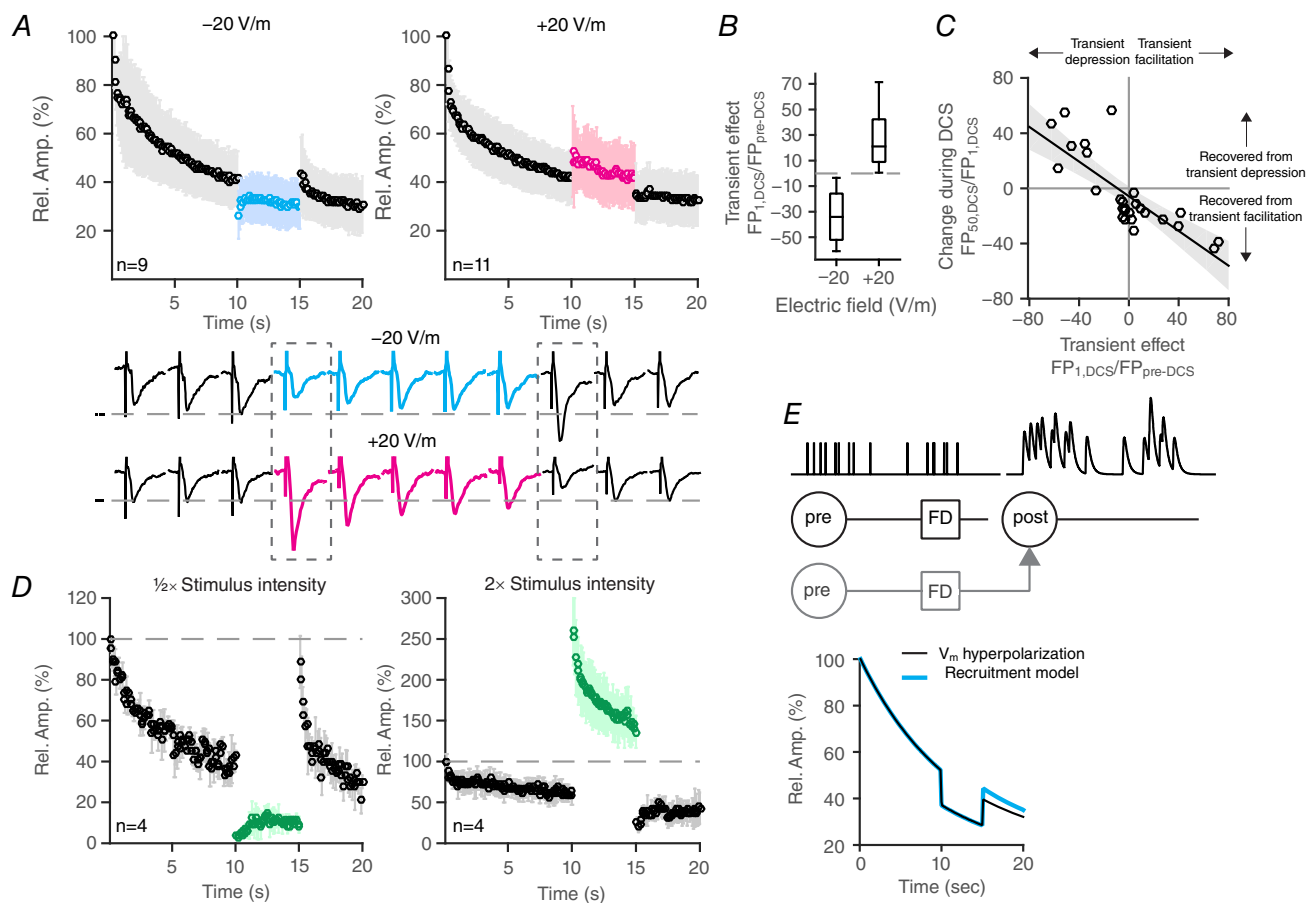 A
−20 V/m
Rel. Amp. (%)
100
80
60
40
20
n=9
5
10
15
20
Time (s)
+20 V/m
Rel. Amp. (%)
100
80
60
40
20
n=11
5
10
15
20
Time (s)
−20 V/m
+20 V/m
B
Transient effect
FP1,DCS/FPpre-DCS
70
50
30
10
−10
−30
−50
−20
+20
Electric field (V/m)
C
Transient depression
Transient facilitation
Change during DCS
FP50,DCS/FP1,DCS
80
40
0
−40
−80
Recovered from
transient depression
Recovered from
transient facilitation
−80
−40
0
40
80
Transient effect
FP1,DCS/FPpre-DCS
D
½× Stimulus intensity
Rel. Amp. (%)
120
100
80
60
40
20
0
n=4
5
10
15
20
Time (s)
2× Stimulus intensity
Rel. Amp. (%)
300
250
200
150
100
50
0
n=4
5
10
15
20
Time (s)
E
pre
FD
post
pre
FD
Vm hyperpolarization
Recruitment model
Rel. Amp. (%)
100
80
60
40
20
0
10
20
Time (sec)